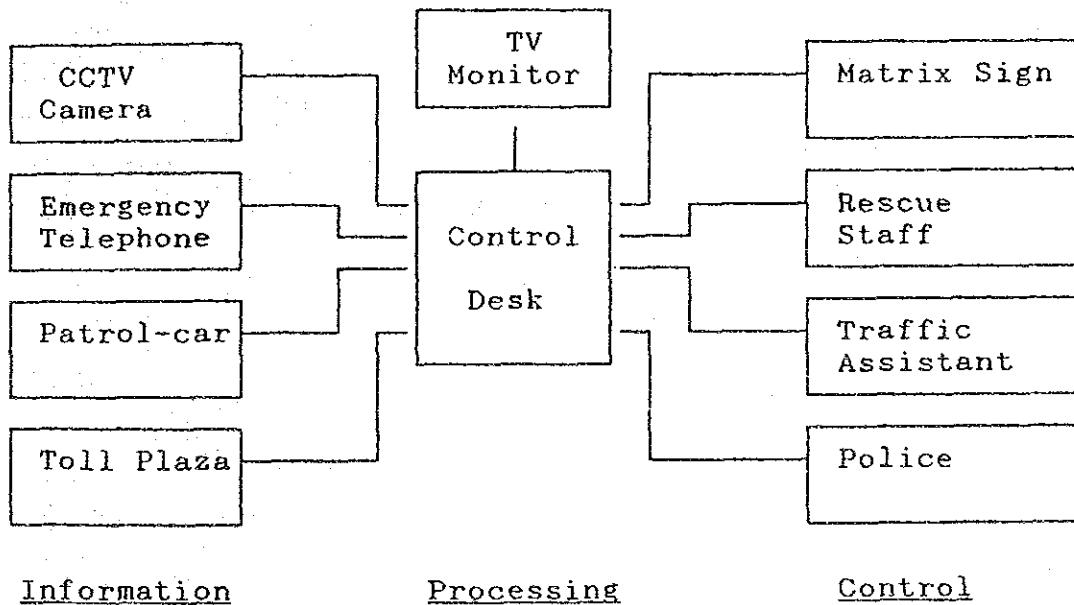 CCTV
Camera
Emergency
Telephone
Patrol-car
Toll Plaza
Information
TV
Monitor
Control
Desk
Processing
Matrix Sign
Rescue
Staff
Traffic
Assistant
Police
Control